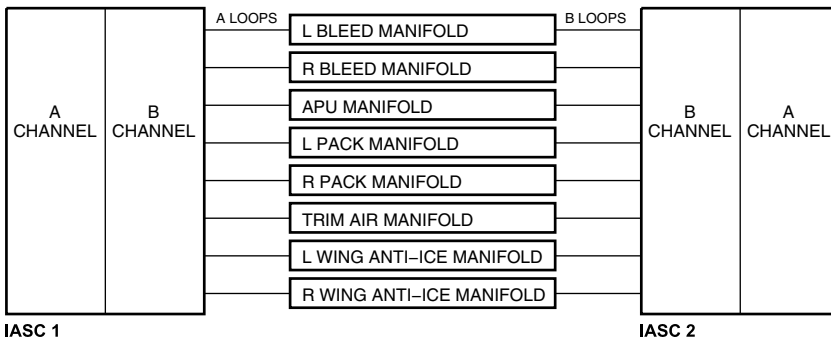 A LOOPS
B LOOPS
L BLEED MANIFOLD
R BLEED MANIFOLD
APU MANIFOLD
L PACK MANIFOLD
R PACK MANIFOLD
TRIM AIR MANIFOLD
L WING ANTI–ICE MANIFOLD
R WING ANTI–ICE MANIFOLD
A
CHANNEL
B
CHANNEL
B
CHANNEL
A
CHANNEL
IASC 1
IASC 2